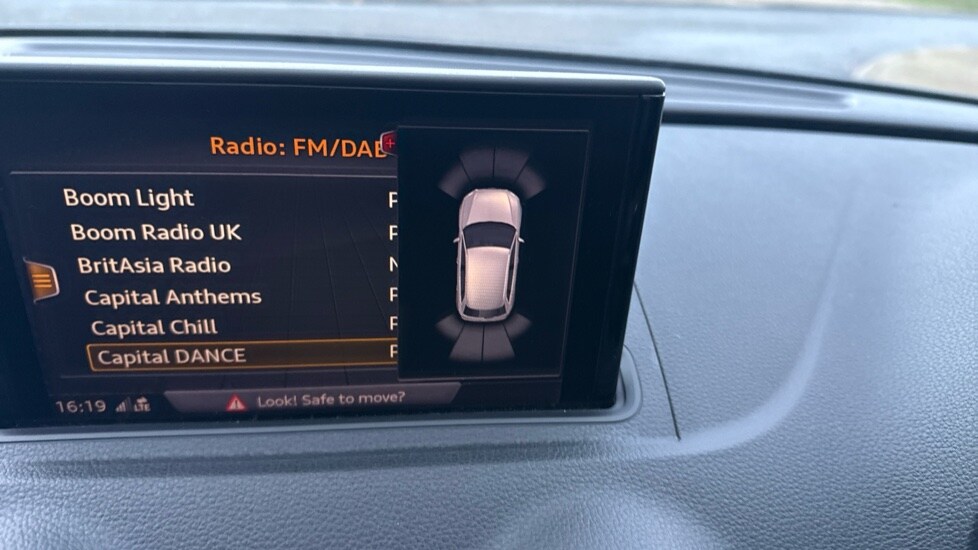 Radio: FM/DAB
Boom Light P
Boom Radio UK P
BritAsia Radio N
Capital Anthems P
Capital Chill F
Capital DANCE F
16:19 LTE Look! Safe to move?